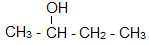 OH
CH₃ - CH - CH₂ - CH₃